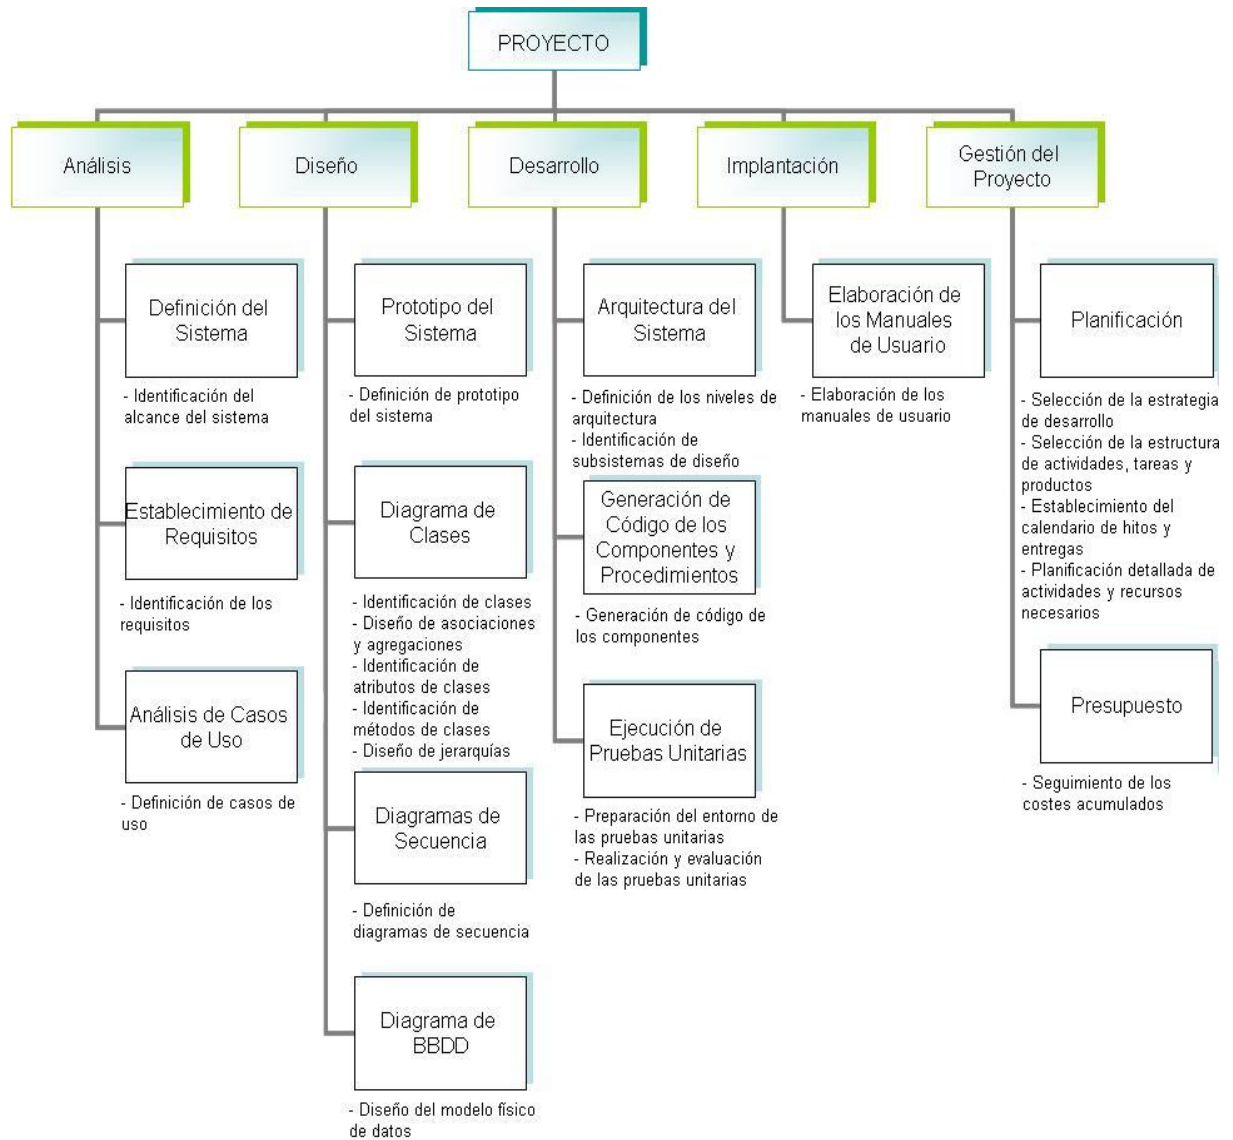 PROYECTO
Análisis
Diseño
Desarrollo
Implantación
Gestión del
Proyecto
Definición del
Sistema
- Identificación del
alcance del sistema
Establecimiento de
Requisitos
- Identificación de los
requisitos
Análisis de Casos
de Uso
- Definición de casos de
uso
Prototipo del
Sistema
- Definición de prototipo
del sistema
Diagrama de
Clases
- Identificación de clases
- Diseño de asociaciones
y agregaciones
- Identificación de
atributos de clases
- Identificación de
métodos de clases
- Diseño de jerarquías
Diagramas de
Secuencia
- Definición de
diagramas de secuencia
Diagrama de
BBDD
- Diseño del modelo físico
de datos
Arquitectura del
Sistema
- Definición de los niveles de
arquitectura
- Identificación de
subsistemas de diseño
Generación de
Código de los
Componentes y
Procedimientos
- Generación de código de
los componentes
Ejecución de
Pruebas Unitarias
- Preparación del entorno de
las pruebas unitarias
- Realización y evaluación
de las pruebas unitarias
Elaboración de
los Manuales
de Usuario
- Elaboración de los
manuales de usuario
Planificación
- Selección de la estrategia
de desarrollo
- Selección de la estructura
de actividades, tareas y
productos
- Establecimiento del
calendario de hitos y
entregas
- Planificación detallada de
actividades y recursos
necesarios
Presupuesto
- Seguimiento de los
costes acumulados